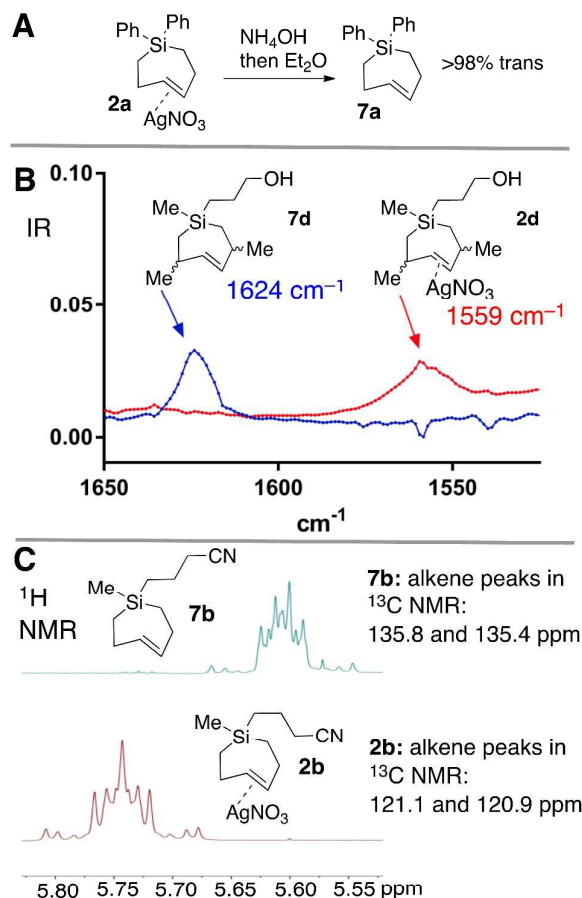 A
Ph
Ph
Si
2a
AgNO₃
NH₄OH
then Et₂O
Ph
Ph
Si
7a
>98% trans
B
IR
0.10
0.05
0.00
1650
1600
1550
cm⁻¹
OH
Me
Si
7d
Me
Me
1624 cm⁻¹
OH
Me
Si
2d
Me
Me
AgNO₃
1559 cm⁻¹
C
¹H
NMR
CN
Me
Si
7b
7b: alkene peaks in
¹³C NMR:
135.8 and 135.4 ppm
Me
Si
CN
2b
AgNO₃
2b: alkene peaks in
¹³C NMR:
121.1 and 120.9 ppm
5.80 5.75 5.70 5.65 5.60 5.55 ppm